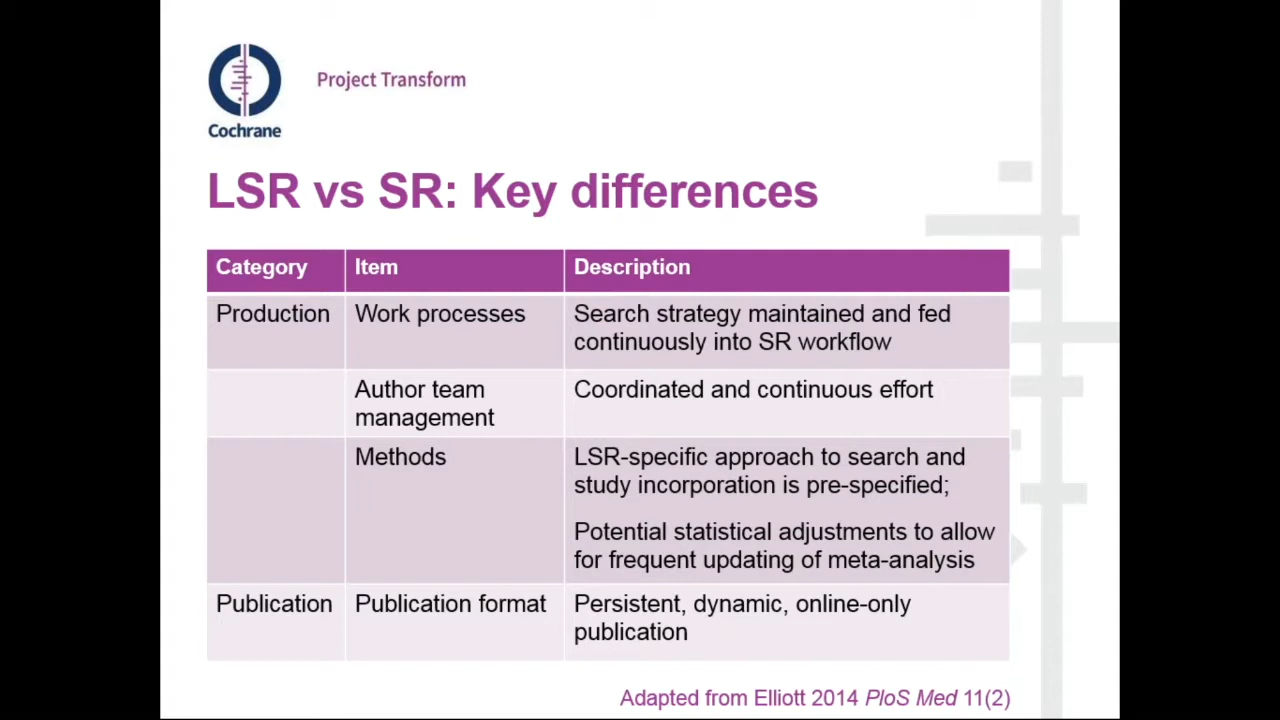 Project Transform
Cochrane
LSR vs SR: Key differences
Category Item Description
Production Work processes Search strategy maintained and fed
continuously into SR workflow
Author team Coordinated and continuous effort
management
Methods LSR-specific approach to search and
study incorporation is pre-specified;
Potential statistical adjustments to allow
for frequent updating of meta-analysis
Publication Publication format Persistent, dynamic, online-only
publication
Adapted from Elliott 2014 PloS Med 11(2)